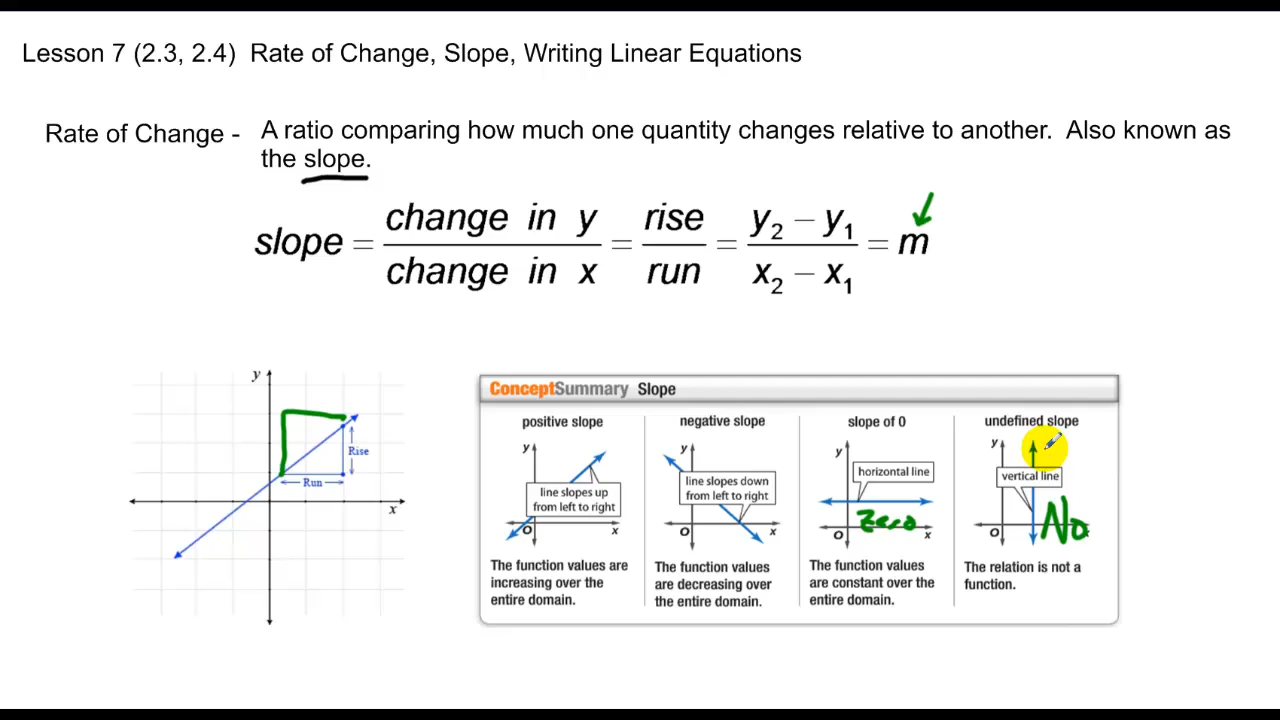 Lesson 7 (2.3, 2.4) Rate of Change, Slope, Writing Linear Equations
Rate of Change - A ratio comparing how much one quantity changes relative to another. Also known as
the slope.
slope = change in y / change in x = rise / run = y₂ − y₁ / x₂ − x₁ = m
y
Rise
Run
x
ConceptSummary Slope
positive slope
y
line slopes up
from left to right
O
x
The function values are
increasing over the
entire domain.
negative slope
y
line slopes down
from left to right
O
x
The function values
are decreasing over
the entire domain.
slope of 0
y
horizontal line
Zero
O
x
The function values
are constant over the
entire domain.
undefined slope
y
vertical line
No
O
The relation is not a
function.